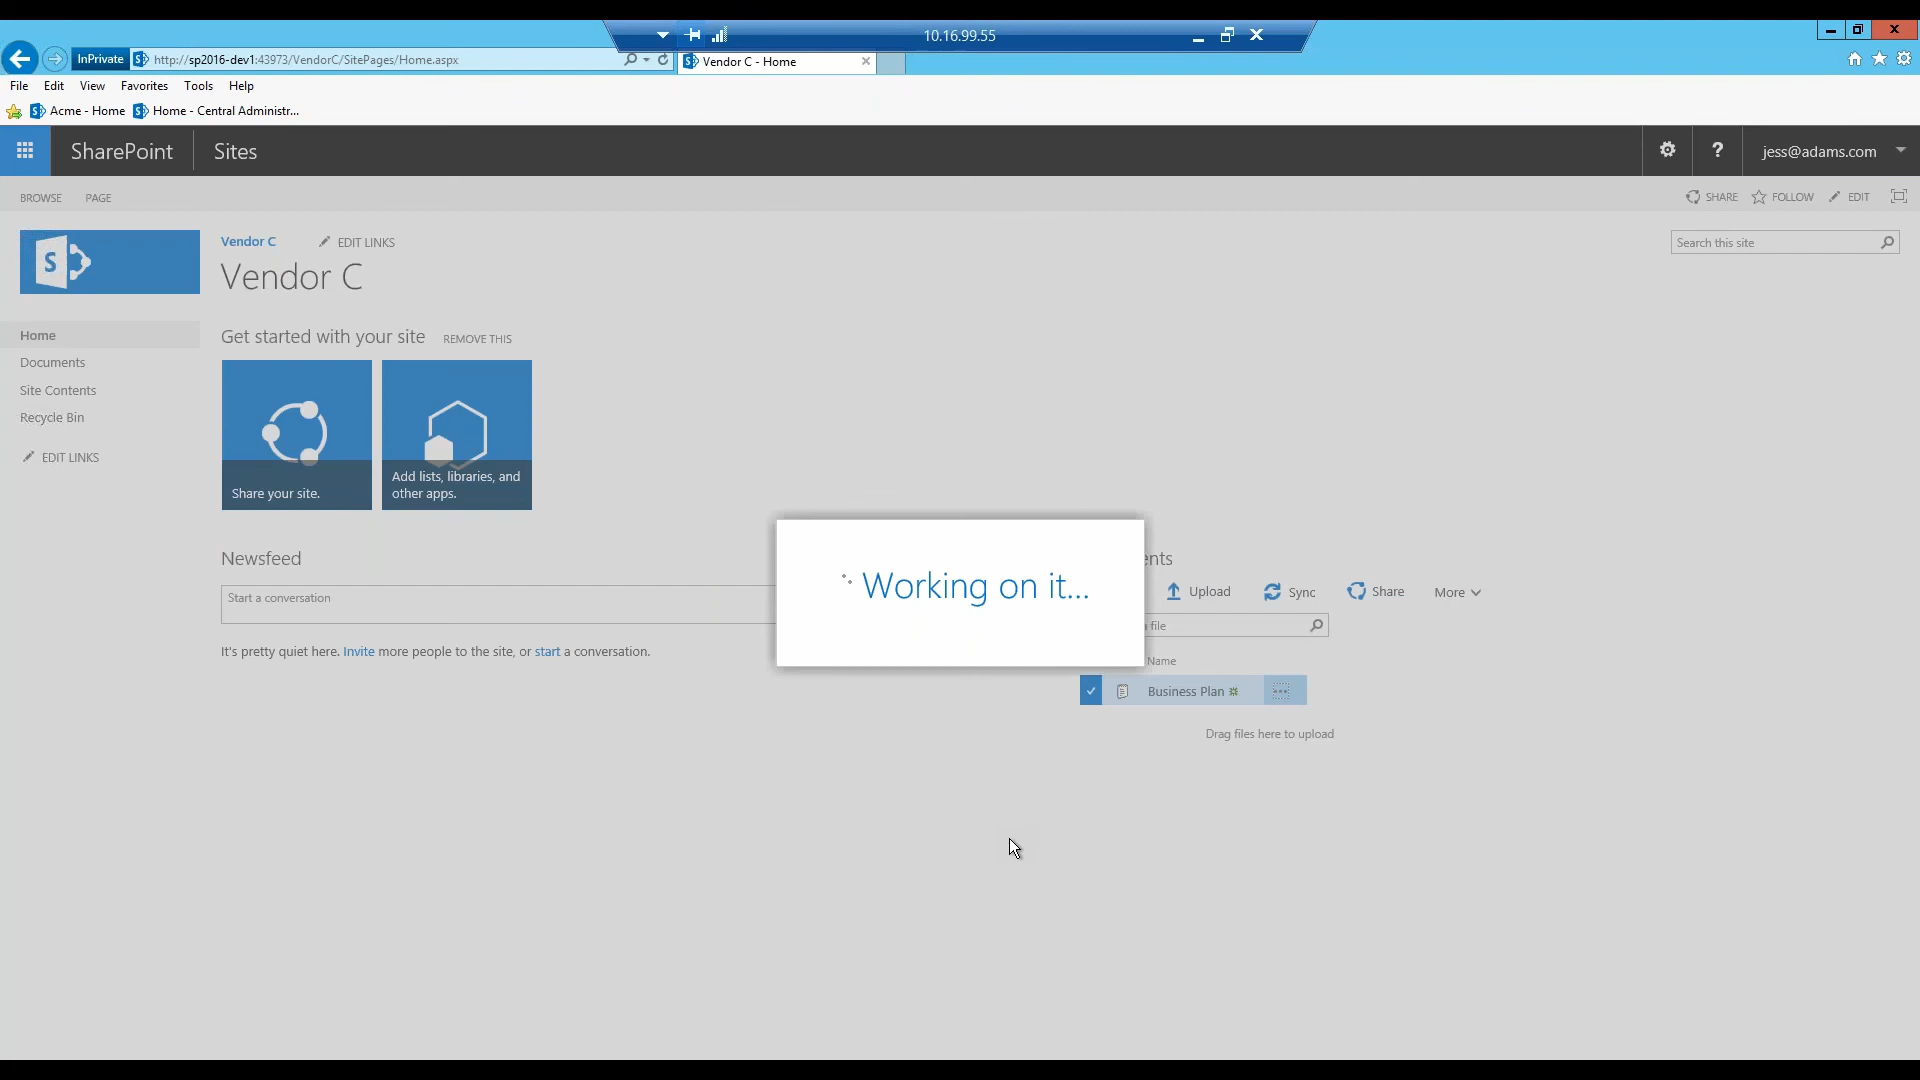 10.16.99.55
InPrivate http://sp2016-dev1:43973/VendorC/SitePages/Home.aspx Vendor C - Home
File Edit View Favorites Tools Help
Acme - Home Home - Central Administr...
SharePoint Sites ? jess@adams.com
BROWSE PAGE SHARE FOLLOW EDIT
S
Vendor C EDIT LINKS Search this site
Vendor C
Home
Documents
Site Contents
Recycle Bin
EDIT LINKS
Get started with your site REMOVE THIS
Share your site.
Add lists, libraries, and
other apps.
Newsfeed
Start a conversation
It's pretty quiet here. Invite more people to the site, or start a conversation.
Working on it...
ents
Upload Sync Share More
file
Name
Business Plan
Drag files here to upload